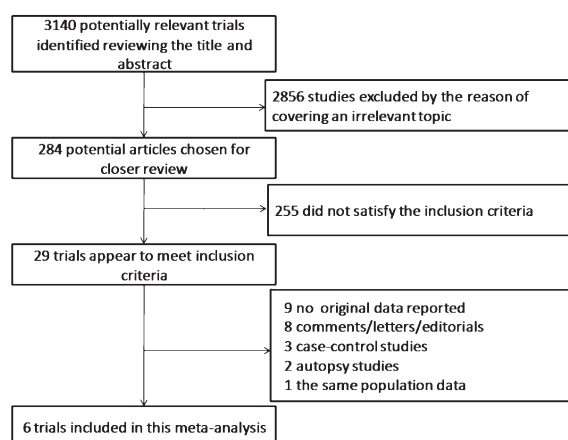 3140 potentially relevant trials
identified reviewing the title and
abstract
2856 studies excluded by the reason of
covering an irrelevant topic
284 potential articles chosen for
closer review
255 did not satisfy the inclusion criteria
29 trials appear to meet inclusion
criteria
9 no original data reported
8 comments/letters/editorials
3 case-control studies
2 autopsy studies
1 the same population data
6 trials included in this meta-analysis